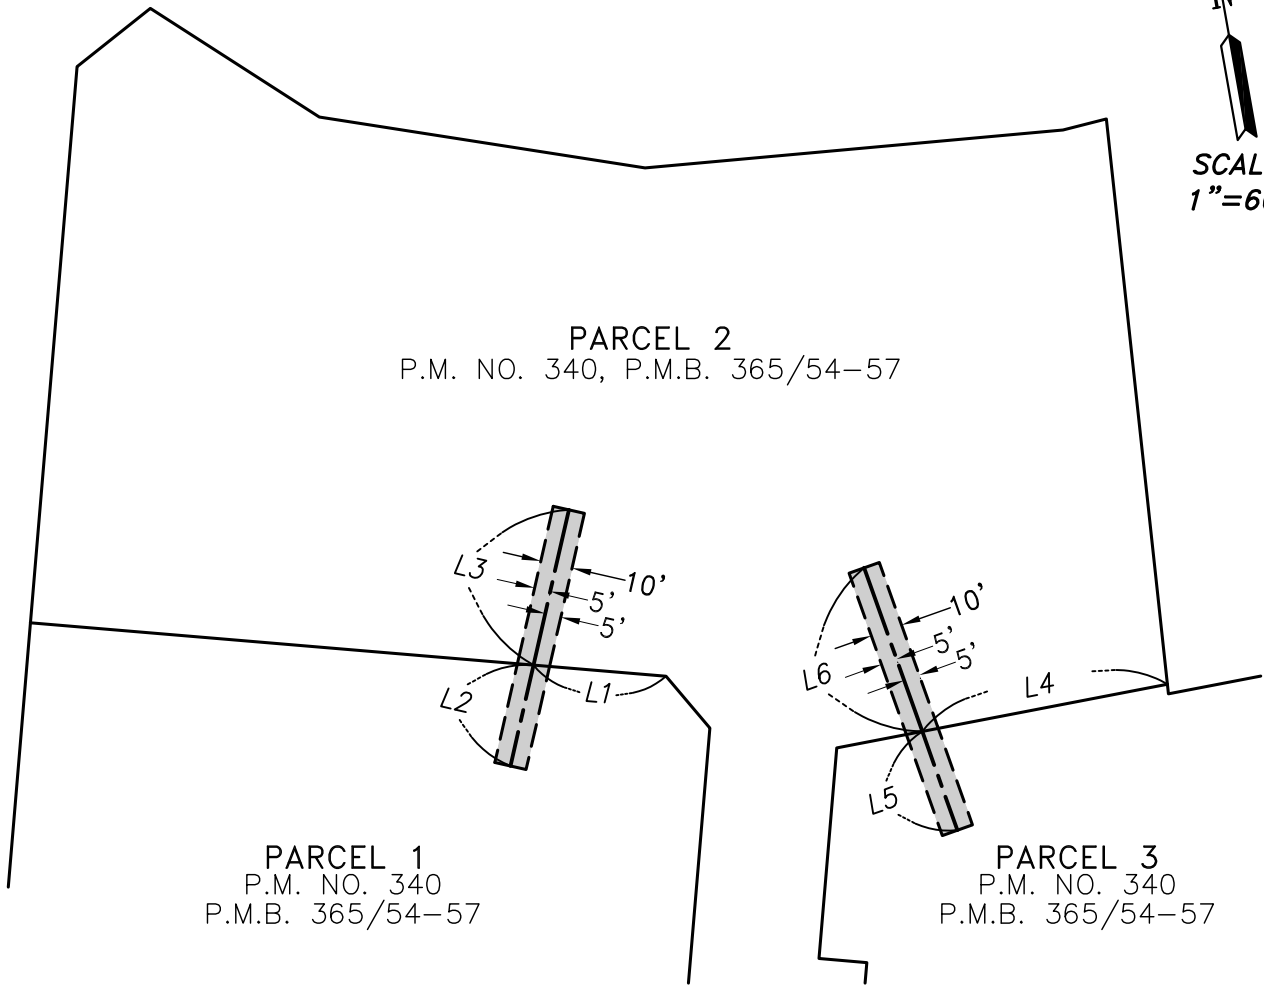 SCAL
1"=6
PARCEL 2
P.M. NO. 340, P.M.B. 365/54-57
L3
10'
5'
5'
L2
L1
10'
5'
5'
L6
L4
L5
PARCEL 1
P.M. NO. 340
P.M.B. 365/54-57
PARCEL 3
P.M. NO. 340
P.M.B. 365/54-57